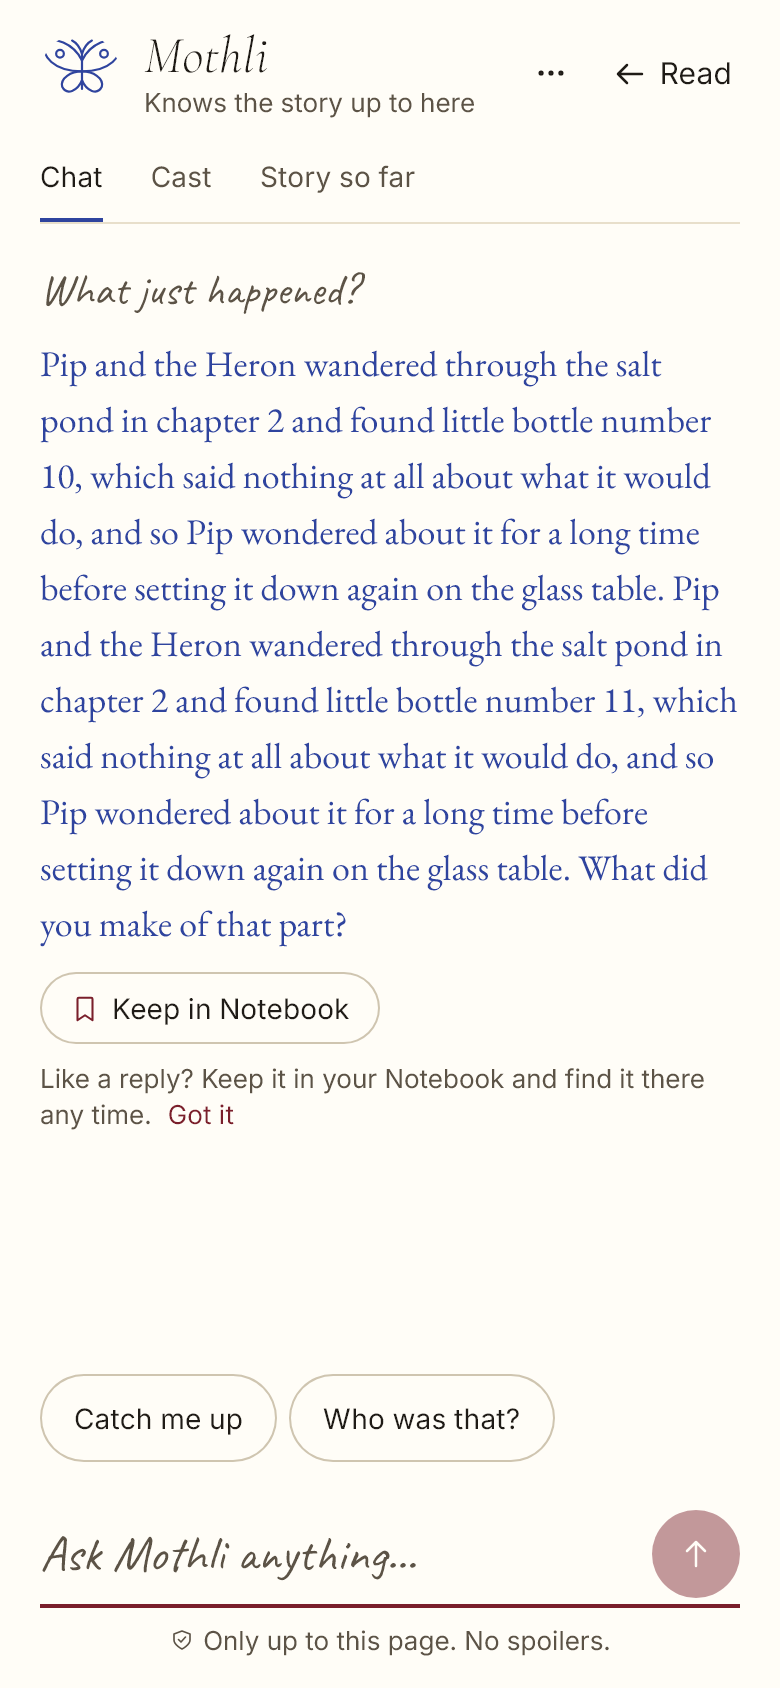 Mothli
Knows the story up to here
... ← Read
Chat Cast Story so far
What just happened?
Pip and the Heron wandered through the salt
pond in chapter 2 and found little bottle number
10, which said nothing at all about what it would
do, and so Pip wondered about it for a long time
before setting it down again on the glass table. Pip
and the Heron wandered through the salt pond in
chapter 2 and found little bottle number 11, which
said nothing at all about what it would do, and so
Pip wondered about it for a long time before
setting it down again on the glass table. What did
you make of that part?
Keep in Notebook
Like a reply? Keep it in your Notebook and find it there
any time. Got it
Catch me up Who was that?
Ask Mothli anything...
Only up to this page. No spoilers.